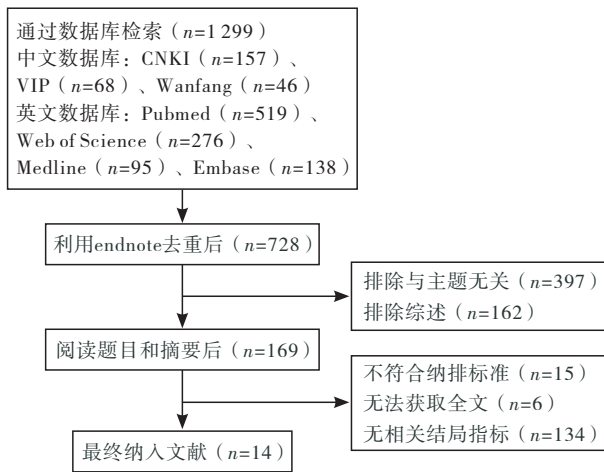 通过数据库检索（n=1 299）
中文数据库：CNKI（n=157）、
VIP（n=68）、Wanfang（n=46）
英文数据库：Pubmed（n=519）、
Web of Science（n=276）、
Medline（n=95）、Embase（n=138）
利用endnote去重后（n=728）
排除与主题无关（n=397）
排除综述（n=162）
阅读题目和摘要后（n=169）
不符合纳排标准（n=15）
无法获取全文（n=6）
无相关结局指标（n=134）
最终纳入文献（n=14）